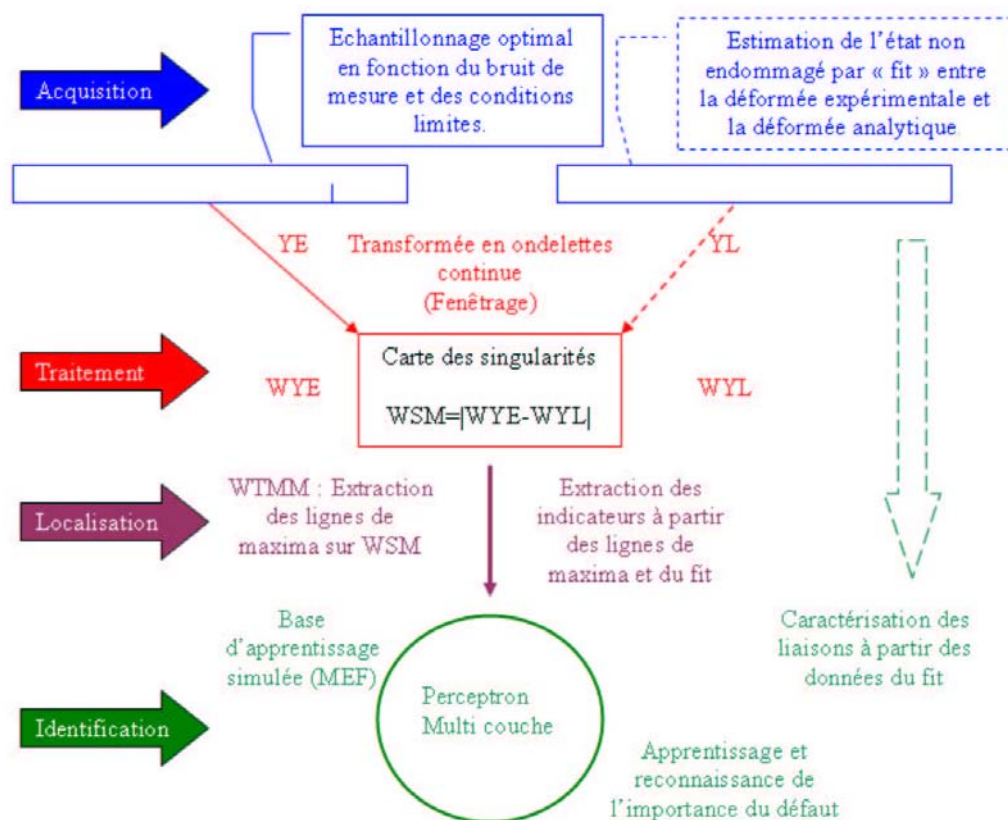 Echantillonnage optimal
en fonction du bruit de
mesure et des conditions
limites.
Estimation de l'état non
endommagé par « fit » entre
la déformée expérimentale et
la déformée analytique
Acquisition
YE
Transformée en ondelettes
continue
(Fenêtrage)
YL
Traitement
WYE
Carte des singularités
WSM=|WYE-WYL|
WYL
Localisation
WTMM : Extraction
des lignes de
maxima sur WSM
Extraction des
indicateurs à partir
des lignes de
maxima et du fit
Base
d'apprentissage
simulée (MEF)
Caractérisation des
liaisons à partir des
données du fit
Identification
Perceptron
Multi couche
Apprentissage et
reconnaissance de
l'importance du défaut